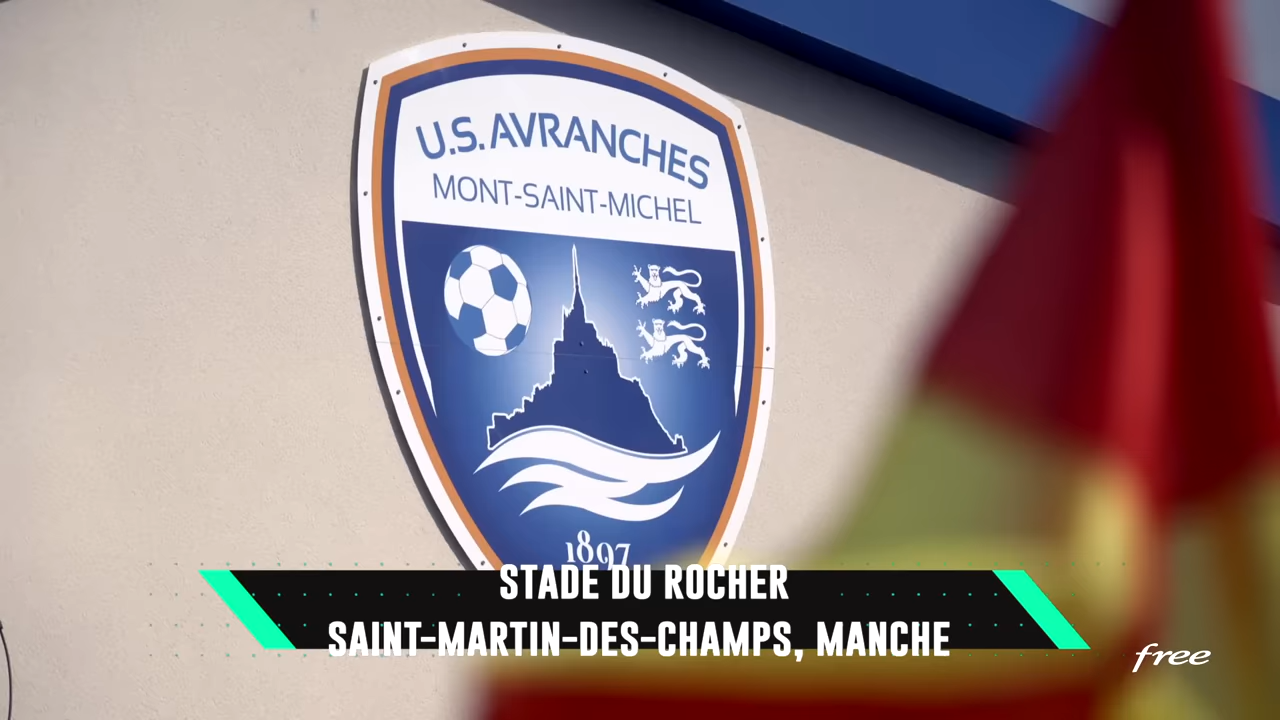 U.S. AVRANCHES
MONT-SAINT-MICHEL
1897
STADE DU ROCHER
SAINT-MARTIN-DES-CHAMPS, MANCHE
free